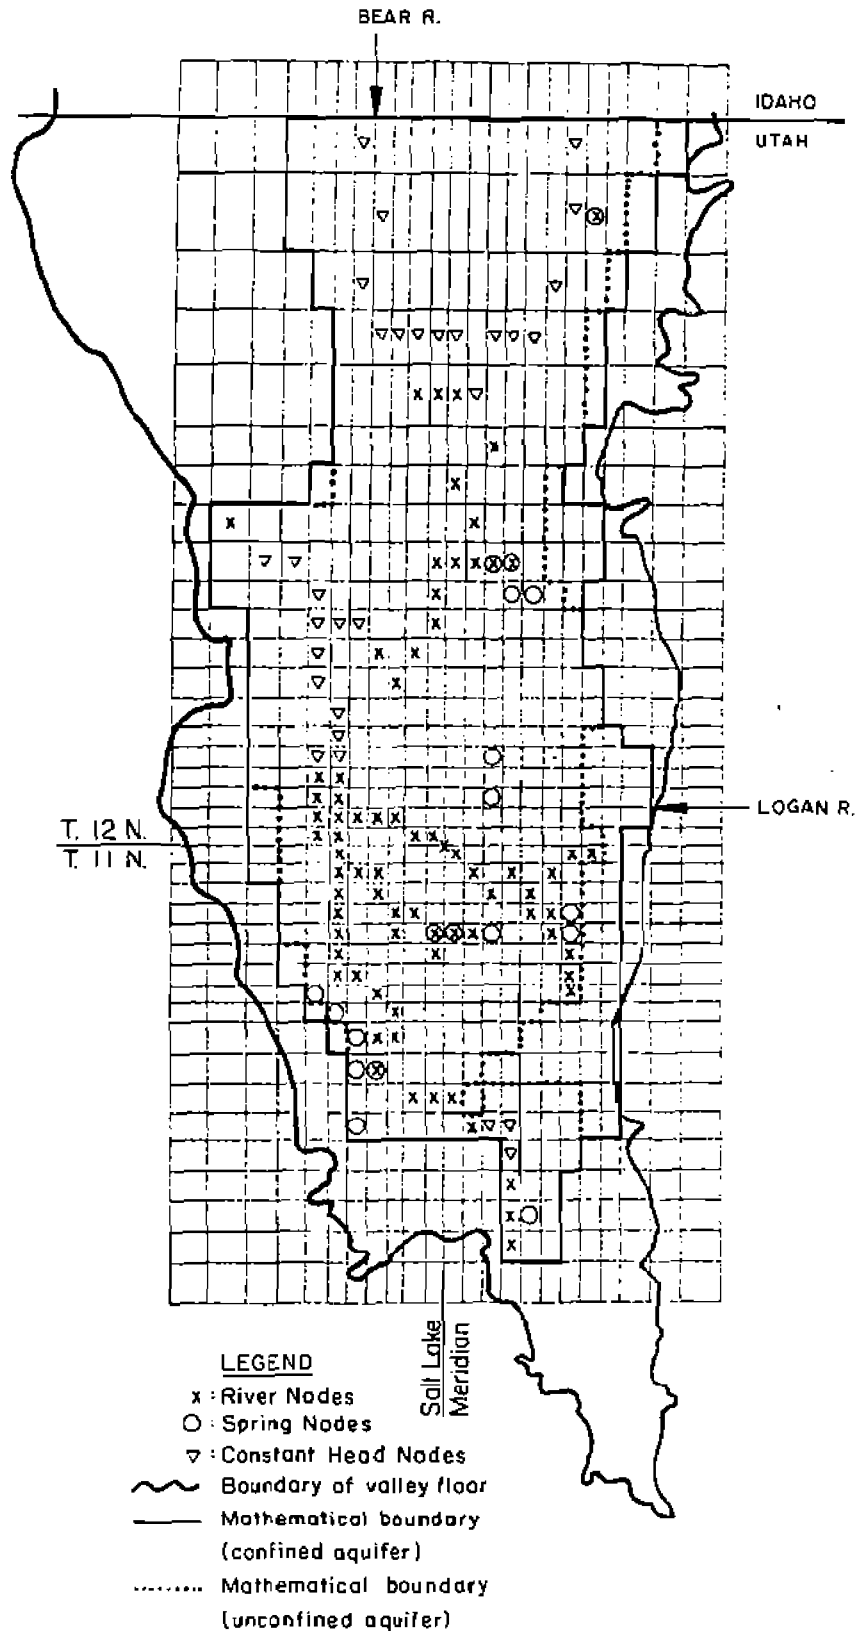 BEAR R.
IDAHO
UTAH
LOGAN R.
T. 12 N.
T. 11 N.
Salt Lake
Meridian
LEGEND
x : River Nodes
○ : Spring Nodes
▽ : Constant Head Nodes
Boundary of valley floor
Mathematical boundary
(confined aquifer)
Mathematical boundary
(unconfined aquifer)